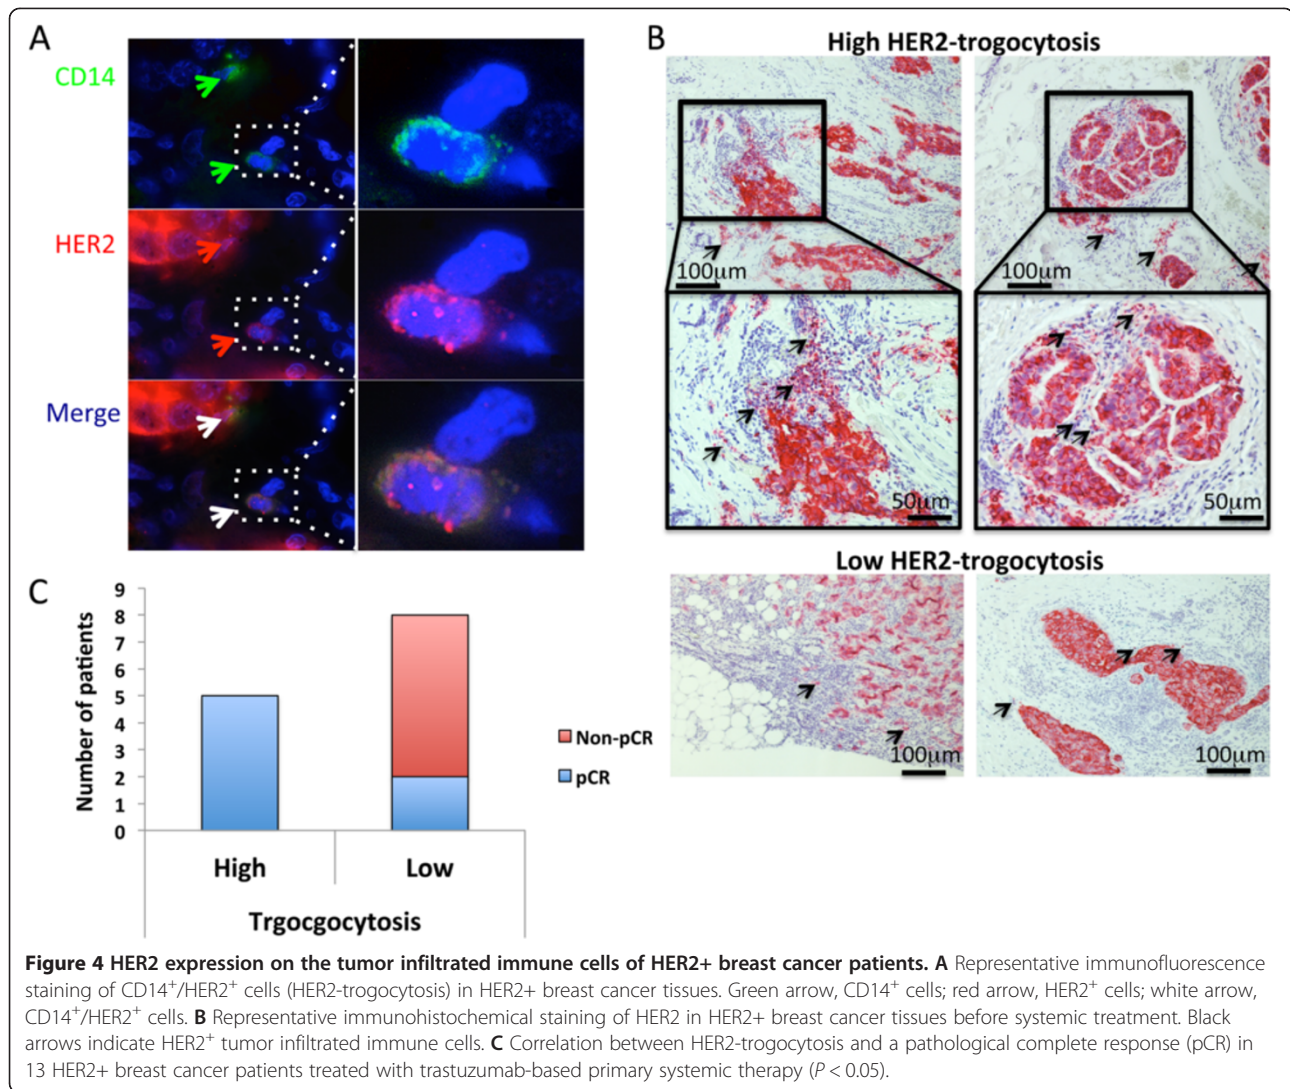 A
CD14
HER2
Merge
B
High HER2-trogocytosis
100μm
100μm
50μm
50μm
Low HER2-trogocytosis
100μm
100μm
C
Number of patients
9
8
7
6
5
4
3
2
1
0
High
Low
Trgocgocytosis
Non-pCR
pCR
Figure 4 HER2 expression on the tumor infiltrated immune cells of HER2+ breast cancer patients. A Representative immunofluorescence
staining of CD14⁺/HER2⁺ cells (HER2-trogocytosis) in HER2+ breast cancer tissues. Green arrow, CD14⁺ cells; red arrow, HER2⁺ cells; white arrow,
CD14⁺/HER2⁺ cells. B Representative immunohistochemical staining of HER2 in HER2+ breast cancer tissues before systemic treatment. Black
arrows indicate HER2⁺ tumor infiltrated immune cells. C Correlation between HER2-trogocytosis and a pathological complete response (pCR) in
13 HER2+ breast cancer patients treated with trastuzumab-based primary systemic therapy (P < 0.05).